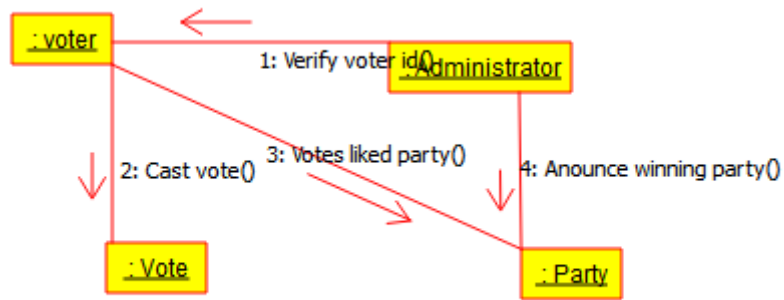 : voter
1: Verify voter id()
: Administrator
2: Cast vote()
3: Votes liked party()
4: Anounce winning party()
: Vote
: Party